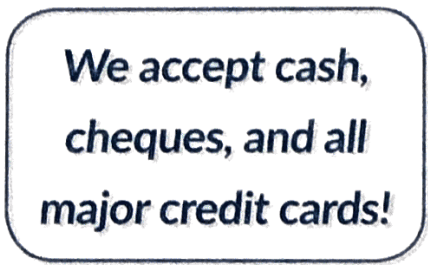 We accept cash,
cheques, and all
major credit cards!